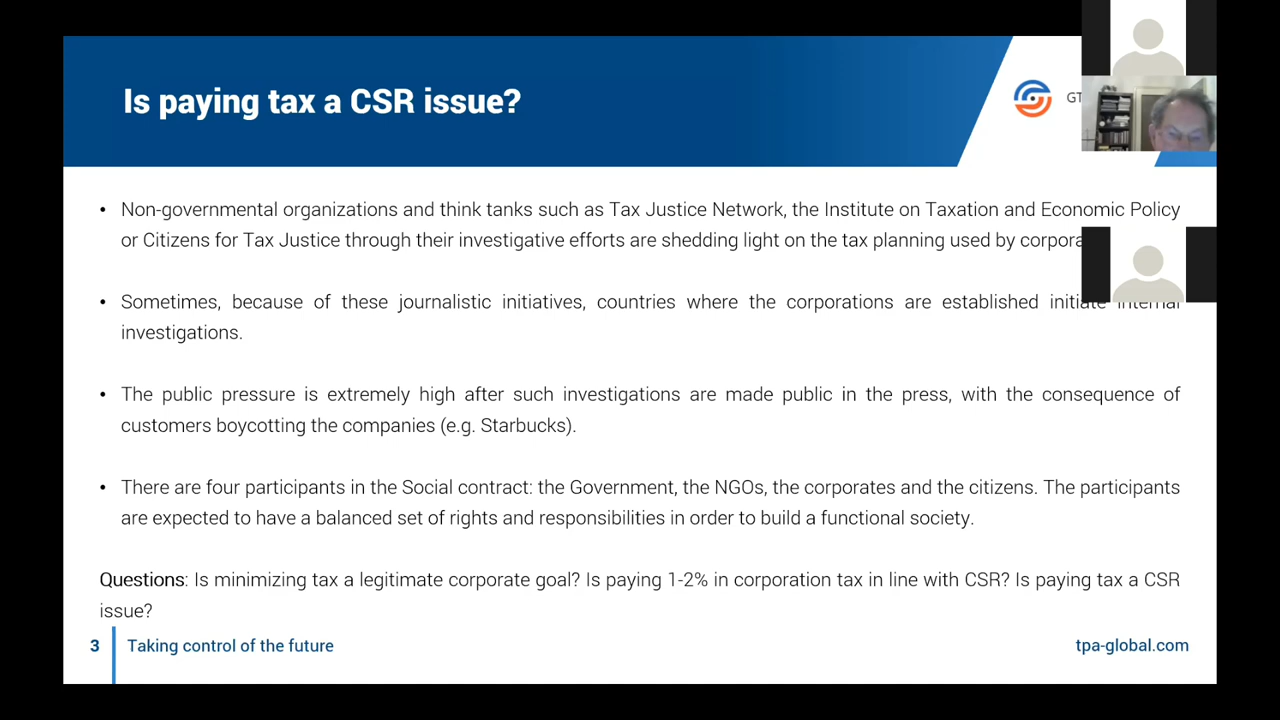 Is paying tax a CSR issue?
GT
• Non-governmental organizations and think tanks such as Tax Justice Network, the Institute on Taxation and Economic Policy
or Citizens for Tax Justice through their investigative efforts are shedding light on the tax planning used by
• Sometimes, because of these journalistic initiatives, countries where the corporations are established initiate internal
investigations.
• The public pressure is extremely high after such investigations are made public in the press, with the consequence of
customers boycotting the companies (e.g. Starbucks).
• There are four participants in the Social contract: the Government, the NGOs, the corporates and the citizens. The participants
are expected to have a balanced set of rights and responsibilities in order to build a functional society.
Questions: Is minimizing tax a legitimate corporate goal? Is paying 1-2% in corporation tax in line with CSR? Is paying tax a CSR
issue?
3 Taking control of the future
tpa-global.com